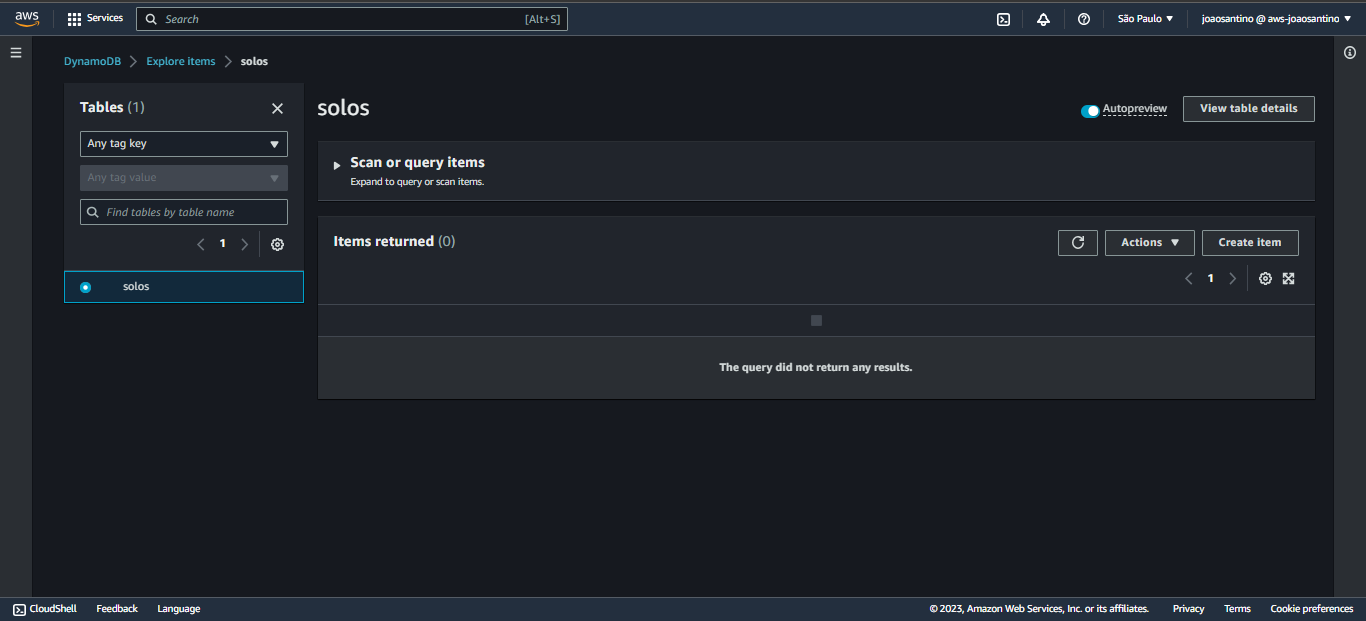 aws Services Search [Alt+S] São Paulo ▼ joaosantino @ aws-joaosantino ▼
DynamoDB > Explore items > solos
Tables (1)
Any tag key
Any tag value
Find tables by table name
1
solos
solos
Autopreview View table details
Scan or query items
Expand to query or scan items.
Items returned (0)
Actions ▼ Create item
1
The query did not return any results.
CloudShell Feedback Language © 2023, Amazon Web Services, Inc. or its affiliates. Privacy Terms Cookie preferences